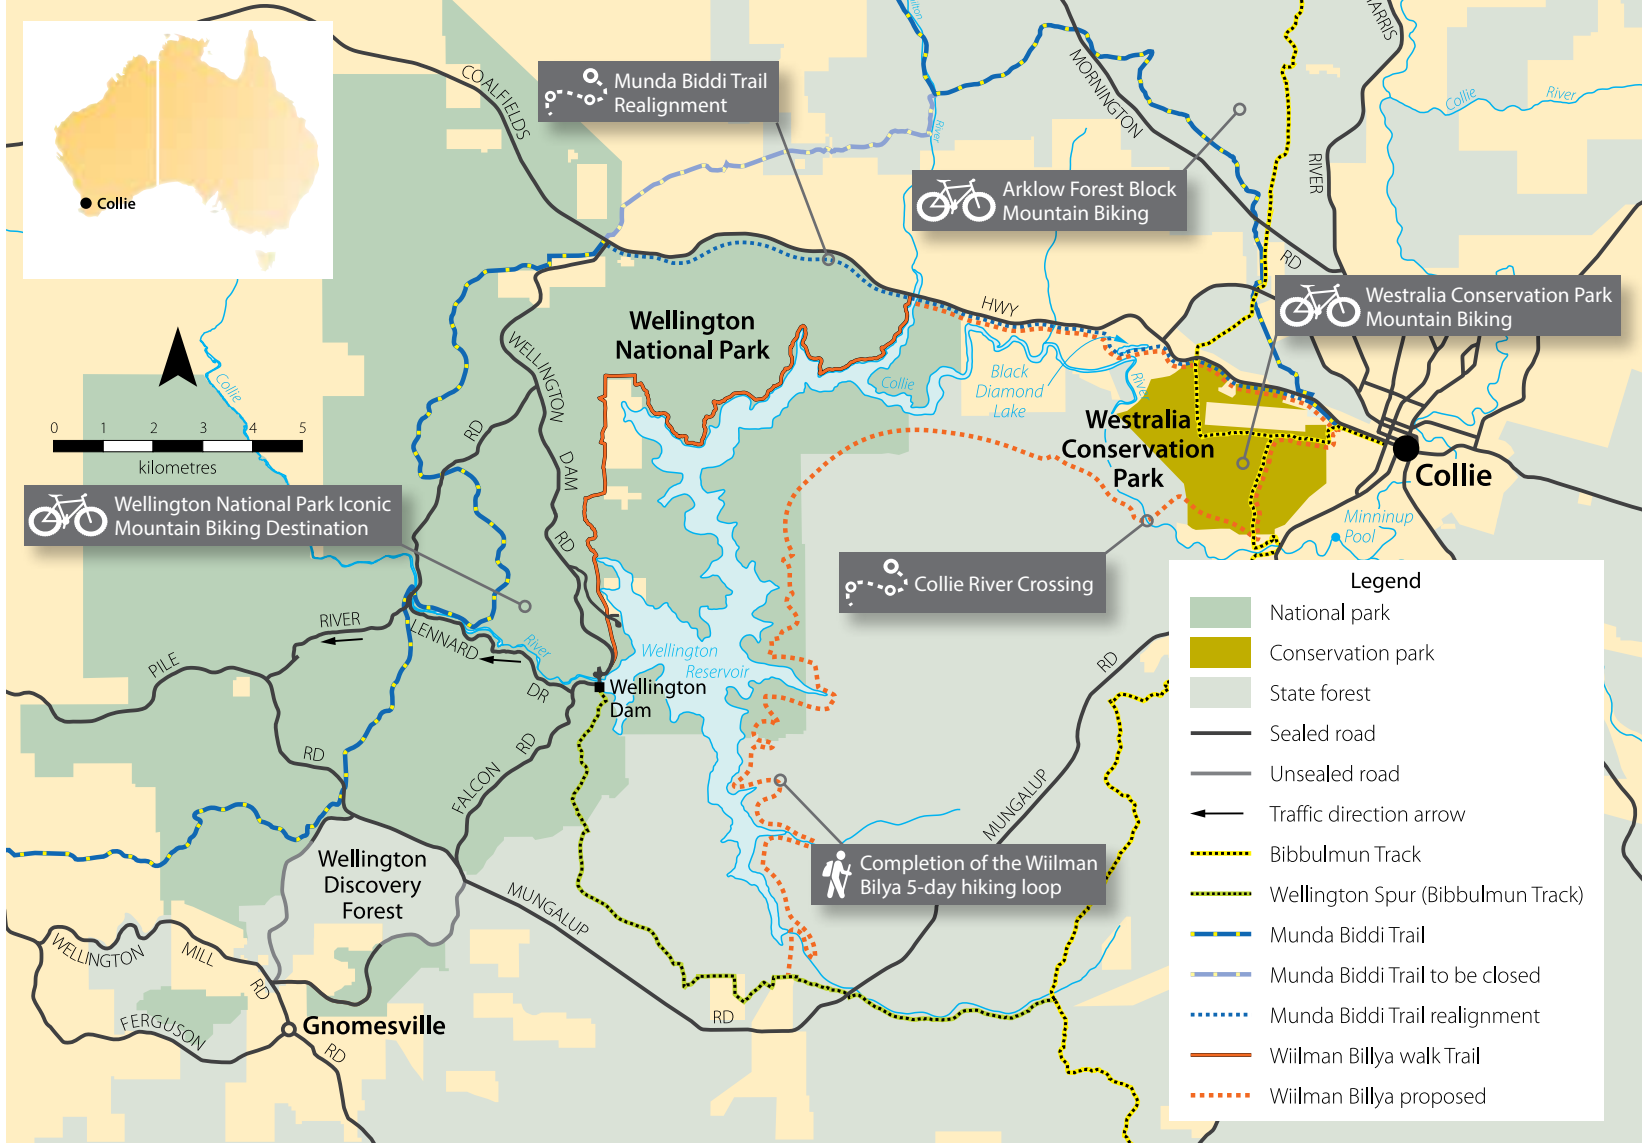 Collie
COALFIELDS
Munda Biddi Trail
Realignment
MORNINGTON
HARRIS
RIVER
RD
Collie
River
River
Arklow Forest Block
Mountain Biking
Westralia Conservation Park
Mountain Biking
HWY
Wellington
National Park
WELLINGTON
DAM
RD
RD
Collie
Black
Diamond
Lake
Collie
River
Westralia
Conservation
Park
Collie
0 1 2 3 4 5
kilometres
Wellington National Park Iconic
Mountain Biking Destination
Minninup
Pool
Collie River Crossing
RIVER
PILE
RD
LENNARD
DR
River
Wellington
Reservoir
Wellington
Dam
FALCON
RD
MUNGALUP
RD
Completion of the Wiilman
Bilya 5-day hiking loop
Wellington
Discovery
Forest
MUNGALUP
RD
WELLINGTON
MILL
RD
FERGUSON
RD
Gnomesville
Legend
National park
Conservation park
State forest
Sealed road
Unsealed road
Traffic direction arrow
Bibbulmun Track
Wellington Spur (Bibbulmun Track)
Munda Biddi Trail
Munda Biddi Trail to be closed
Munda Biddi Trail realignment
Wiilman Billya walk Trail
Wiilman Billya proposed